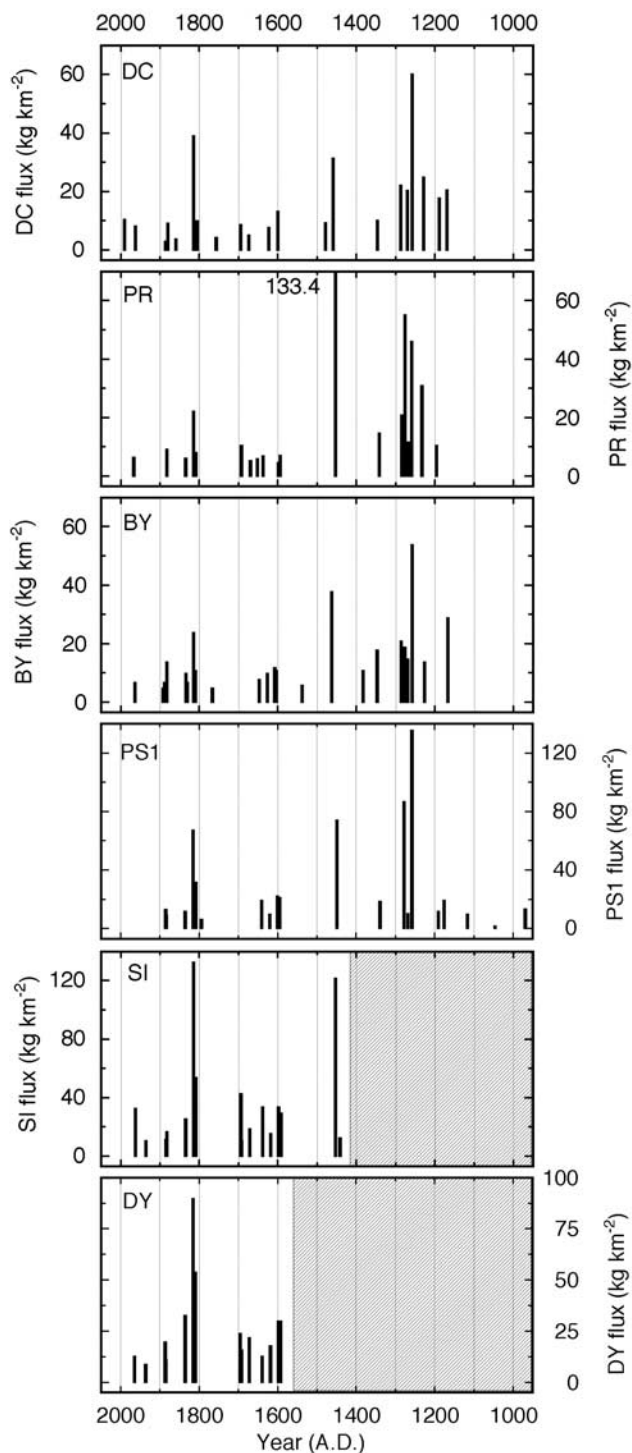 2000 1800 1600 1400 1200 1000
DC
DC flux (kg km⁻²)
60
40
20
0
PR
133.4
PR flux (kg km⁻²)
60
40
20
0
BY
BY flux (kg km⁻²)
60
40
20
0
PS1
PS1 flux (kg km⁻²)
120
80
40
0
SI
SI flux (kg km⁻²)
120
80
40
0
DY
DY flux (kg km⁻²)
100
75
50
25
0
2000 1800 1600 1400 1200 1000
Year (A.D.)